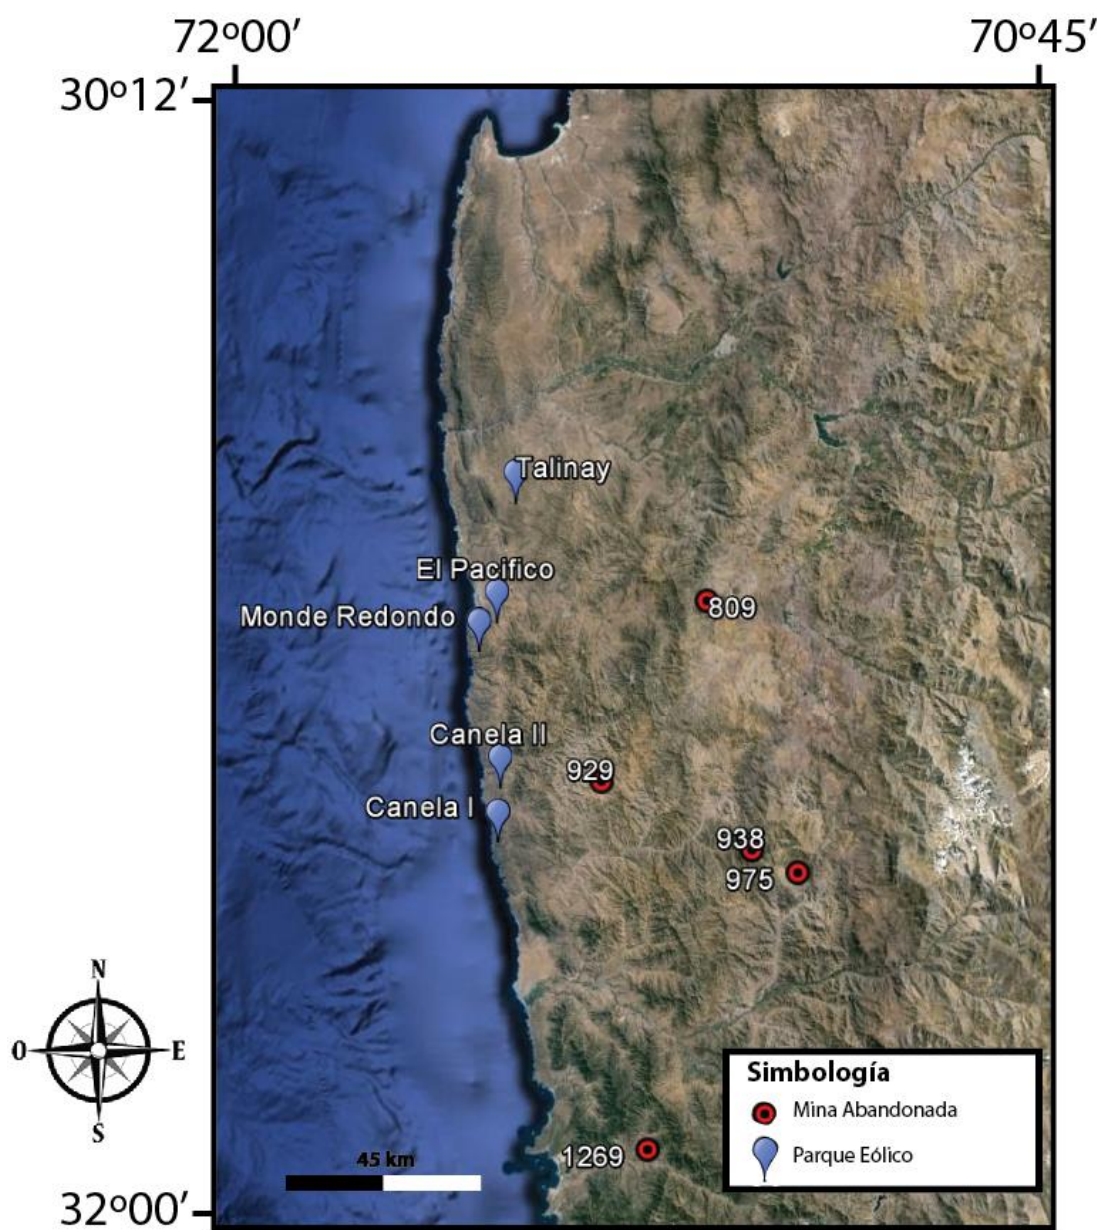 72º00’
70º45’
30º12’
Talinay
El Pacifico
Monde Redondo
809
Canela II
929
Canela I
938
975
N
O
E
S
Simbología
Mina Abandonada
Parque Eólico
1269
45 km
32º00’